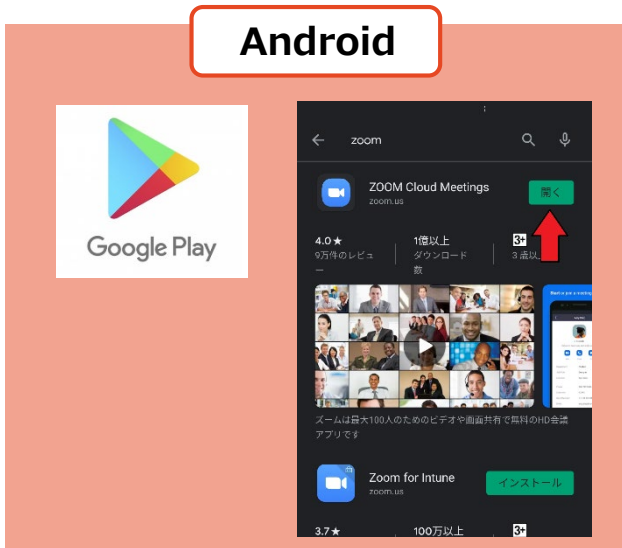 Android
Google Play
zoom
ZOOM Cloud Meetings
zoom.us
開く
4.0★
9万件のレビュ
ー
1億以上
ダウンロード
数
3+
3 歳以
ズームは最大100人のためのビデオや画面共有で無料のHD会議
アプリです
Zoom for Intune
zoom.us
インストール
3.7★
100万以上
3+